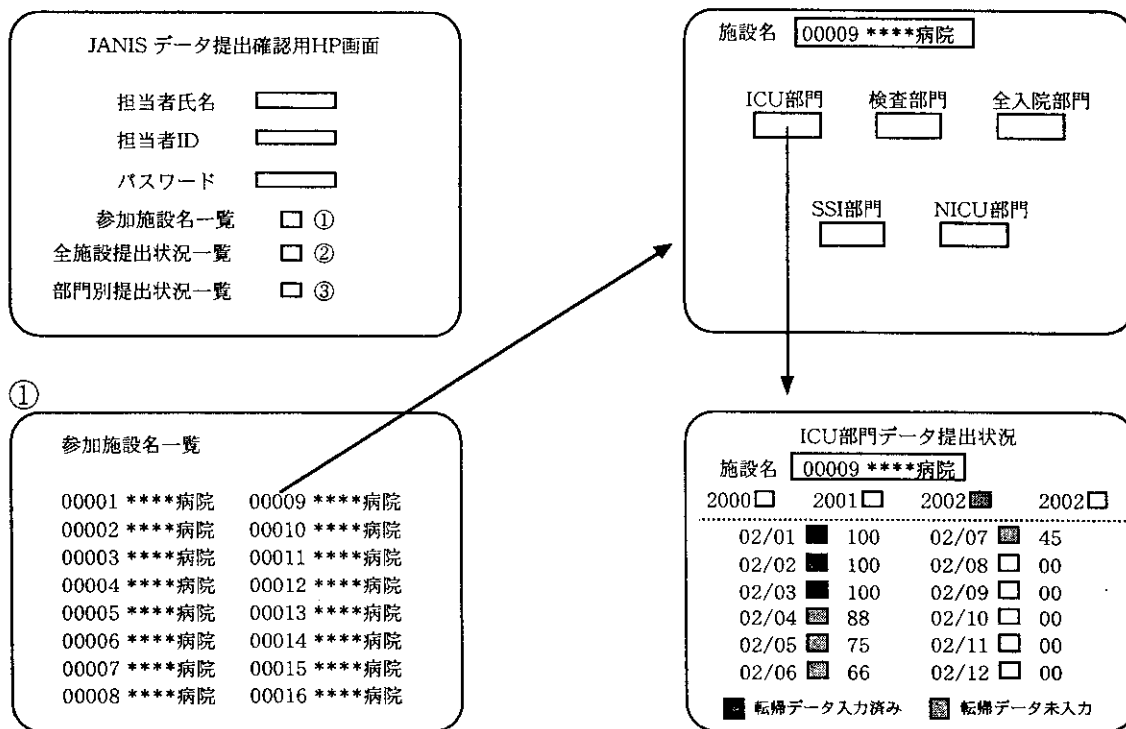 JANIS データ提出確認用HP画面
担当者氏名
担当者ID
パスワード
参加施設名一覧 ①
全施設提出状況一覧 ②
部門別提出状況一覧 ③
施設名 00009 ****病院
ICU部門 検査部門 全入院部門
SSI部門 NICU部門
①
参加施設名一覧
00001 ****病院 00009 ****病院
00002 ****病院 00010 ****病院
00003 ****病院 00011 ****病院
00004 ****病院 00012 ****病院
00005 ****病院 00013 ****病院
00006 ****病院 00014 ****病院
00007 ****病院 00015 ****病院
00008 ****病院 00016 ****病院
ICU部門データ提出状況
施設名 00009 ****病院
2000 2001 2002 2002
02/01 100 02/07 45
02/02 100 02/08 00
02/03 100 02/09 00
02/04 88 02/10 00
02/05 75 02/11 00
02/06 66 02/12 00
転帰データ入力済み 転帰データ未入力